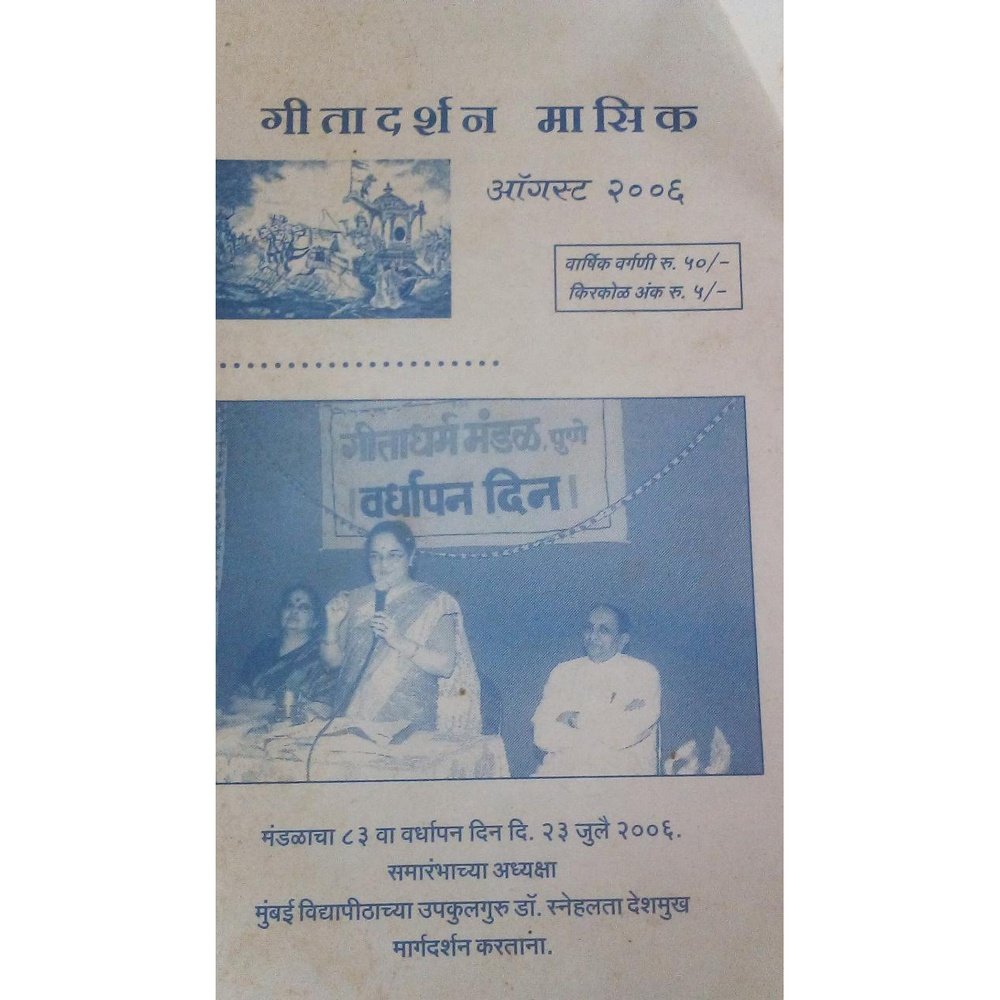 गीतादर्शन मासिक
ऑगस्ट २००६
वार्षिक वर्गणी रु. ५०/-
किरकोळ अंक रु. ५/-
गीताधर्म मंडळ, पुणे
। वर्धापन दिन ।
मंडळाचा ८३ वा वर्धापन दिन दि. २३ जुलै २००६.
समारंभाच्या अध्यक्षा
मुंबई विद्यापीठाच्या उपकुलगुरु डॉ. स्नेहलता देशमुख
मार्गदर्शन करतांना.